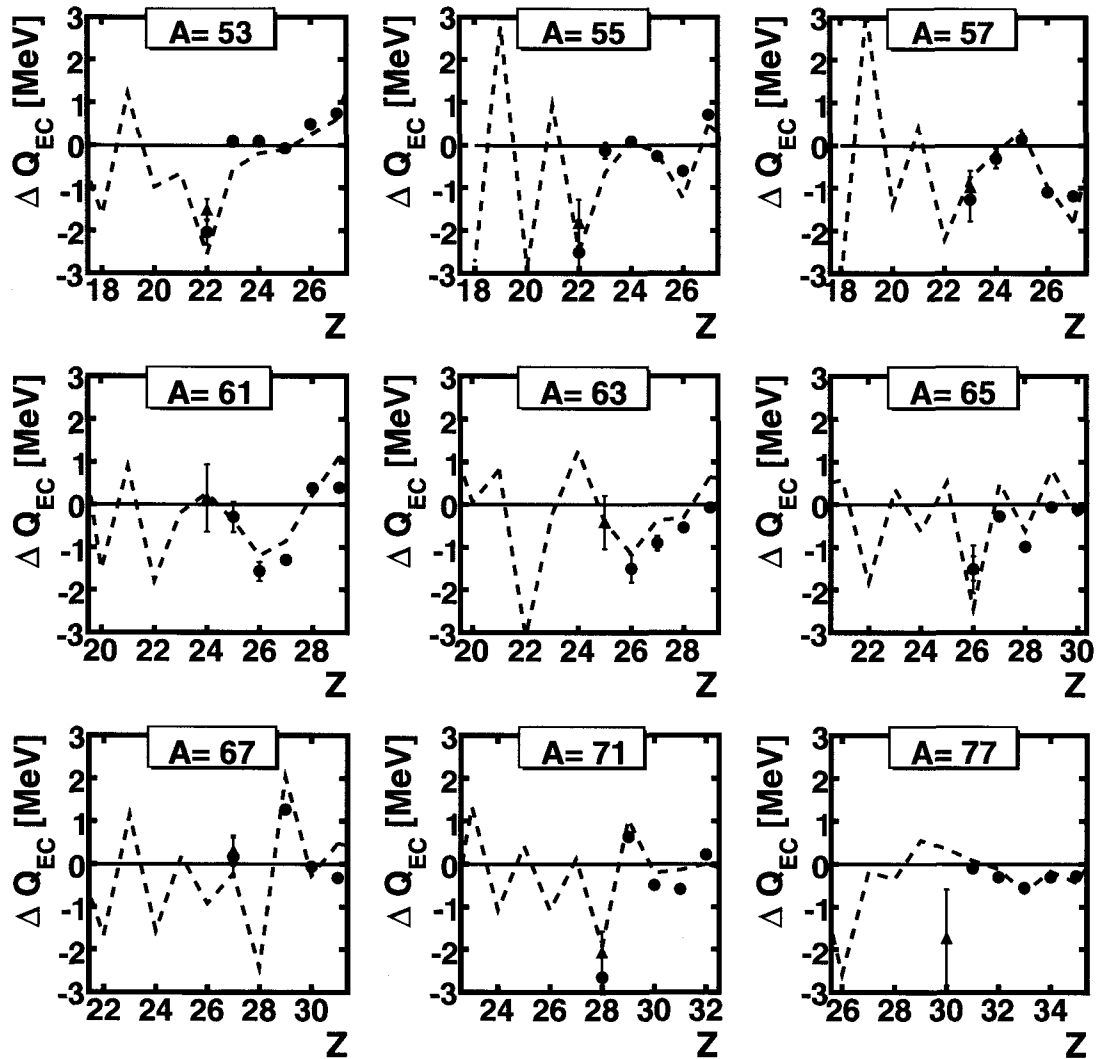 A= 53
Δ Q_EC [MeV]
3
2
1
0
-1
-2
-3
18 20 22 24 26
Z
A= 55
Δ Q_EC [MeV]
3
2
1
0
-1
-2
-3
18 20 22 24 26
Z
A= 57
Δ Q_EC [MeV]
3
2
1
0
-1
-2
-3
18 20 22 24 26
Z
A= 61
Δ Q_EC [MeV]
3
2
1
0
-1
-2
-3
20 22 24 26 28
Z
A= 63
Δ Q_EC [MeV]
3
2
1
0
-1
-2
-3
20 22 24 26 28
Z
A= 65
Δ Q_EC [MeV]
3
2
1
0
-1
-2
-3
22 24 26 28 30
Z
A= 67
Δ Q_EC [MeV]
3
2
1
0
-1
-2
-3
22 24 26 28 30
Z
A= 71
Δ Q_EC [MeV]
3
2
1
0
-1
-2
-3
24 26 28 30 32
Z
A= 77
Δ Q_EC [MeV]
3
2
1
0
-1
-2
-3
26 28 30 32 34
Z